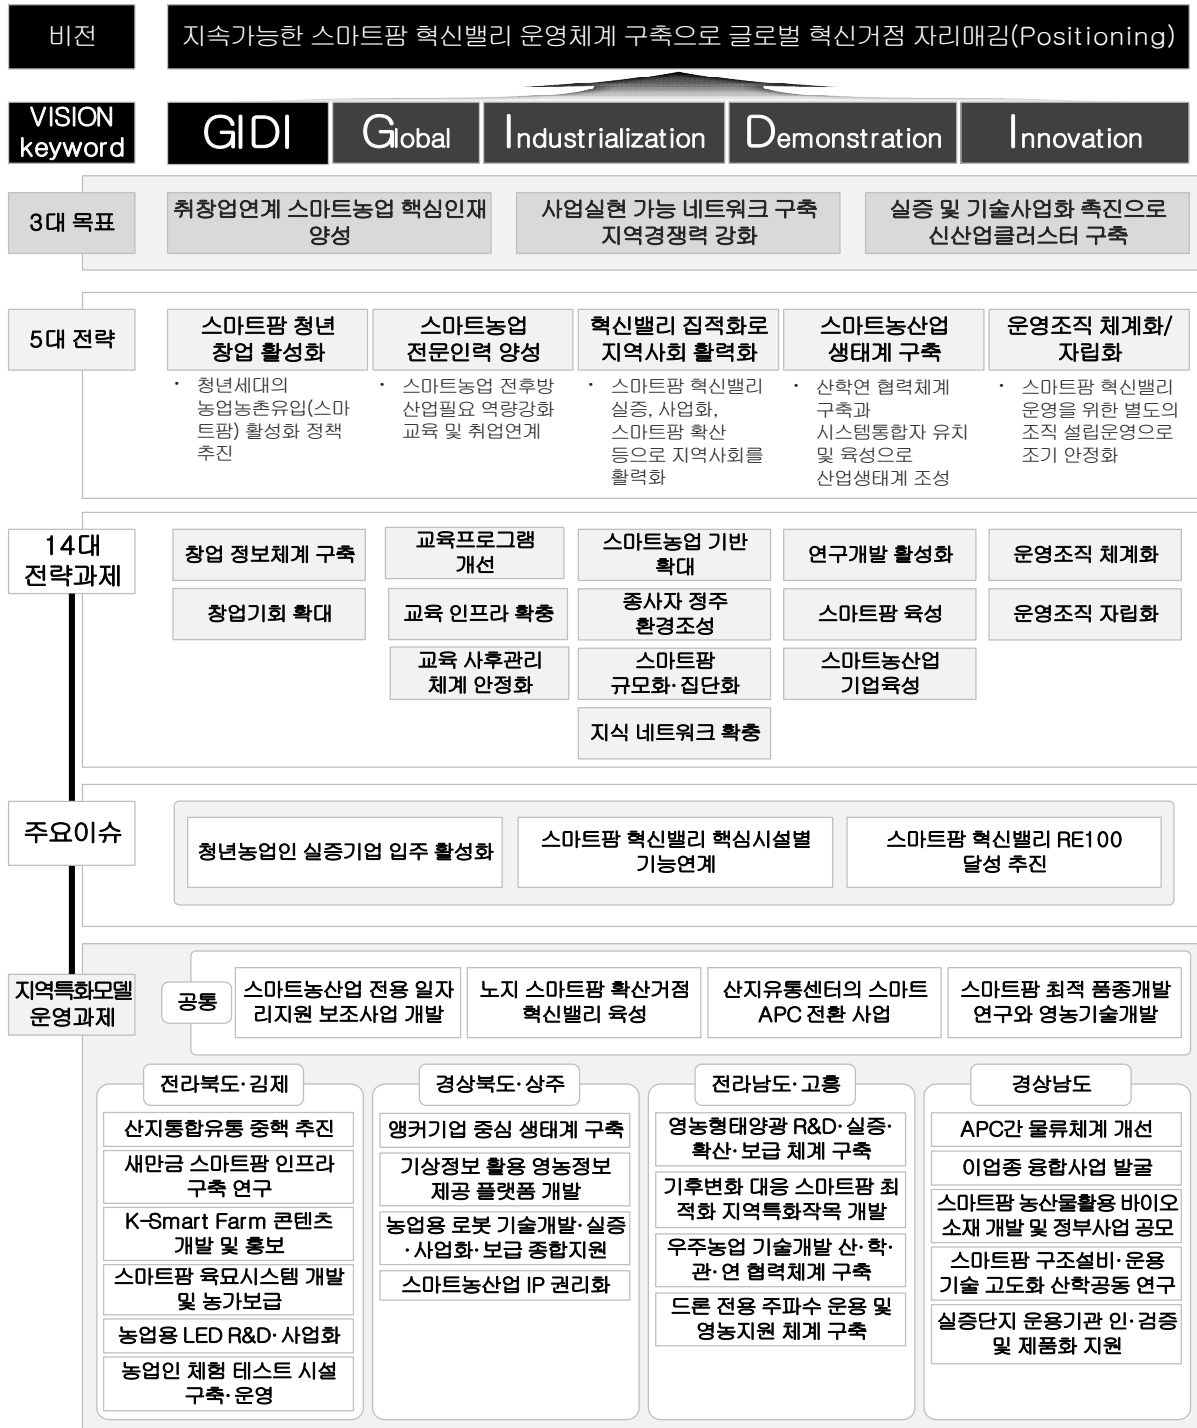 비전
지속가능한 스마트팜 혁신밸리 운영체계 구축으로 글로벌 혁신거점 자리매김(Positioning)
VISION
keyword
GIDI
Global
Industrialization
Demonstration
Innovation
3대 목표
취창업연계 스마트농업 핵심인재
양성
사업실현 가능 네트워크 구축
지역경쟁력 강화
실증 및 기술사업화 촉진으로
신산업클러스터 구축
5대 전략
스마트팜 청년
창업 활성화
• 청년세대의
농업농촌유입(스마
트팜) 활성화 정책
추진
스마트농업
전문인력 양성
• 스마트농업 전후방
산업필요 역량강화
교육 및 취업연계
혁신밸리 집적화로
지역사회 활력화
• 스마트팜 혁신밸리
실증, 사업화,
스마트팜 확산
등으로 지역사회를
활력화
스마트농산업
생태계 구축
• 산학연 협력체계
구축과
시스템통합자 유치
및 육성으로
산업생태계 조성
운영조직 체계화/
자립화
• 스마트팜 혁신밸리
운영을 위한 별도의
조직 설립운영으로
조기 안정화
14대
전략과제
창업 정보체계 구축
창업기회 확대
교육프로그램
개선
교육 인프라 확충
교육 사후관리
체계 안정화
스마트농업 기반
확대
종사자 정주
환경조성
스마트팜
규모화·집단화
지식 네트워크 확충
연구개발 활성화
스마트팜 육성
스마트농산업
기업육성
운영조직 체계화
운영조직 자립화
주요이슈
청년농업인 실증기업 입주 활성화
스마트팜 혁신밸리 핵심시설별
기능연계
스마트팜 혁신밸리 RE100
달성 추진
지역특화모델
운영과제
공통
스마트농산업 전용 일자
리지원 보조사업 개발
노지 스마트팜 확산거점
혁신밸리 육성
산지유통센터의 스마트
APC 전환 사업
스마트팜 최적 품종개발
연구와 영농기술개발
전라북도·김제
산지통합유통 중핵 추진
새만금 스마트팜 인프라
구축 연구
K-Smart Farm 콘텐츠
개발 및 홍보
스마트팜 육묘시스템 개발
및 농가보급
농업용 LED R&D·사업화
농업인 체험 테스트 시설
구축·운영
경상북도·상주
앵커기업 중심 생태계 구축
기상정보 활용 영농정보
제공 플랫폼 개발
농업용 로봇 기술개발·실증
·사업화·보급 종합지원
스마트농산업 IP 권리화
전라남도·고흥
영농형태양광 R&D·실증·
확산·보급 체계 구축
기후변화 대응 스마트팜 최
적화 지역특화작목 개발
우주농업 기술개발 산·학·
관·연 협력체계 구축
드론 전용 주파수 운용 및
영농지원 체계 구축
경상남도
APC간 물류체계 개선
이업종 융합사업 발굴
스마트팜 농산물활용 바이오
소재 개발 및 정부사업 공모
스마트팜 구조설비·운용
기술 고도화 산학공동 연구
실증단지 운용기관 인·검증
및 제품화 지원